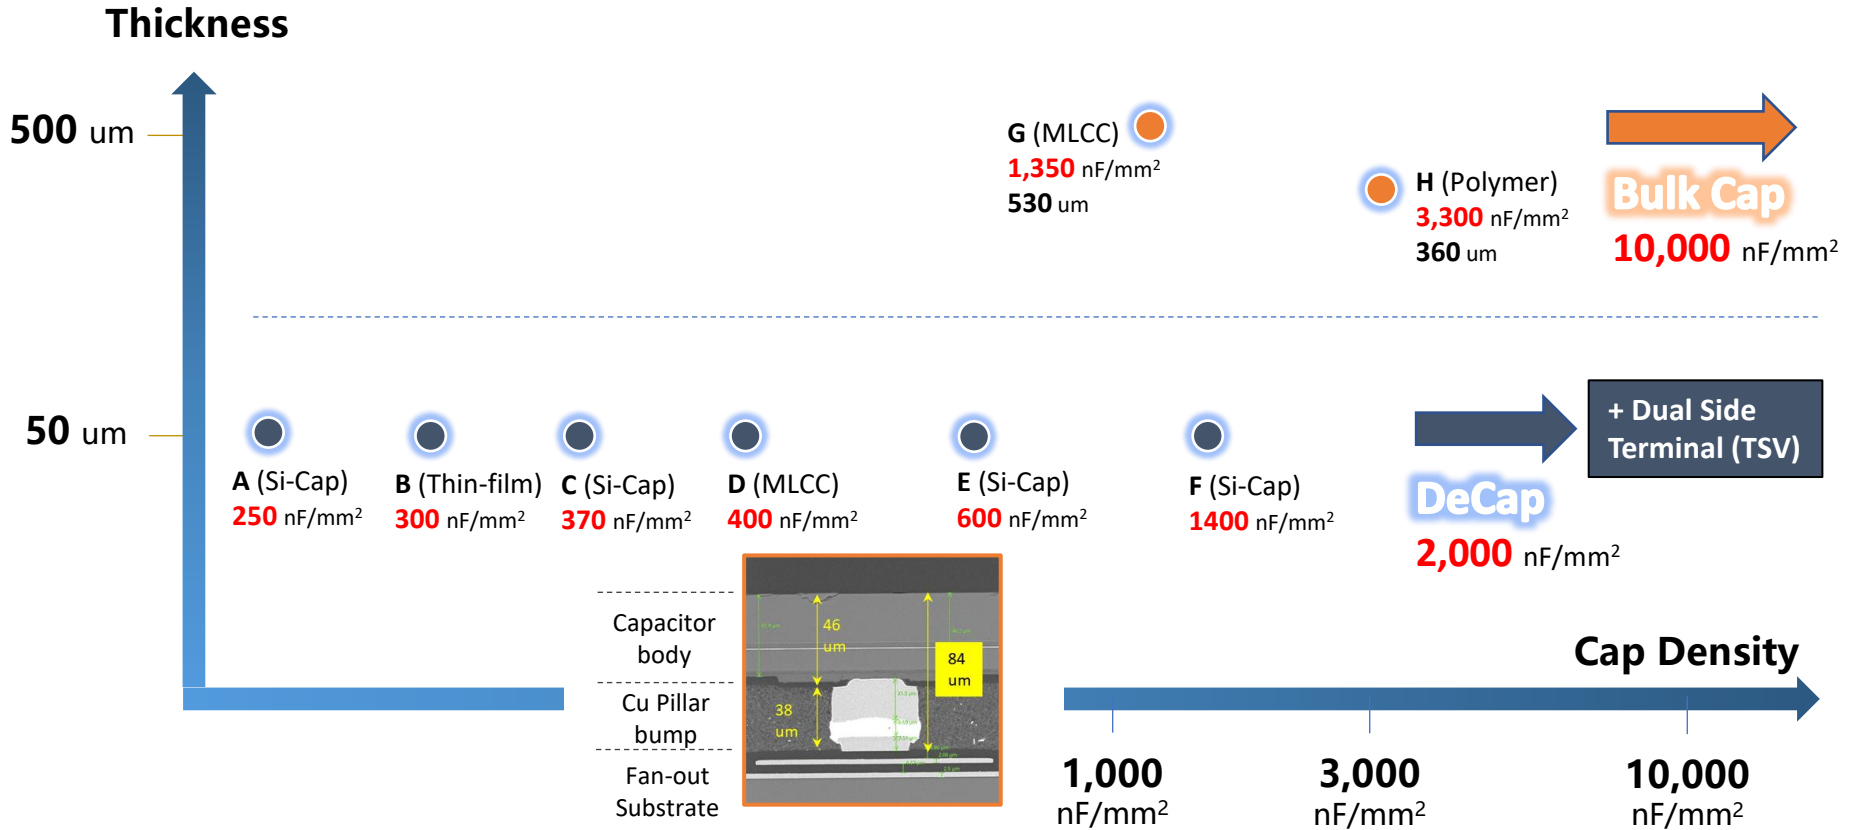 Thickness
500 um
G (MLCC)
1,350 nF/mm²
530 um
H (Polymer)
3,300 nF/mm²
360 um
Bulk Cap
10,000 nF/mm²
50 um
A (Si-Cap)
250 nF/mm²
B (Thin-film)
300 nF/mm²
C (Si-Cap)
370 nF/mm²
D (MLCC)
400 nF/mm²
E (Si-Cap)
600 nF/mm²
F (Si-Cap)
1400 nF/mm²
DeCap
2,000 nF/mm²
+ Dual Side
Terminal (TSV)
Capacitor
body
Cu Pillar
bump
Fan-out
Substrate
46
um
84
um
38
um
Cap Density
1,000
nF/mm²
3,000
nF/mm²
10,000
nF/mm²